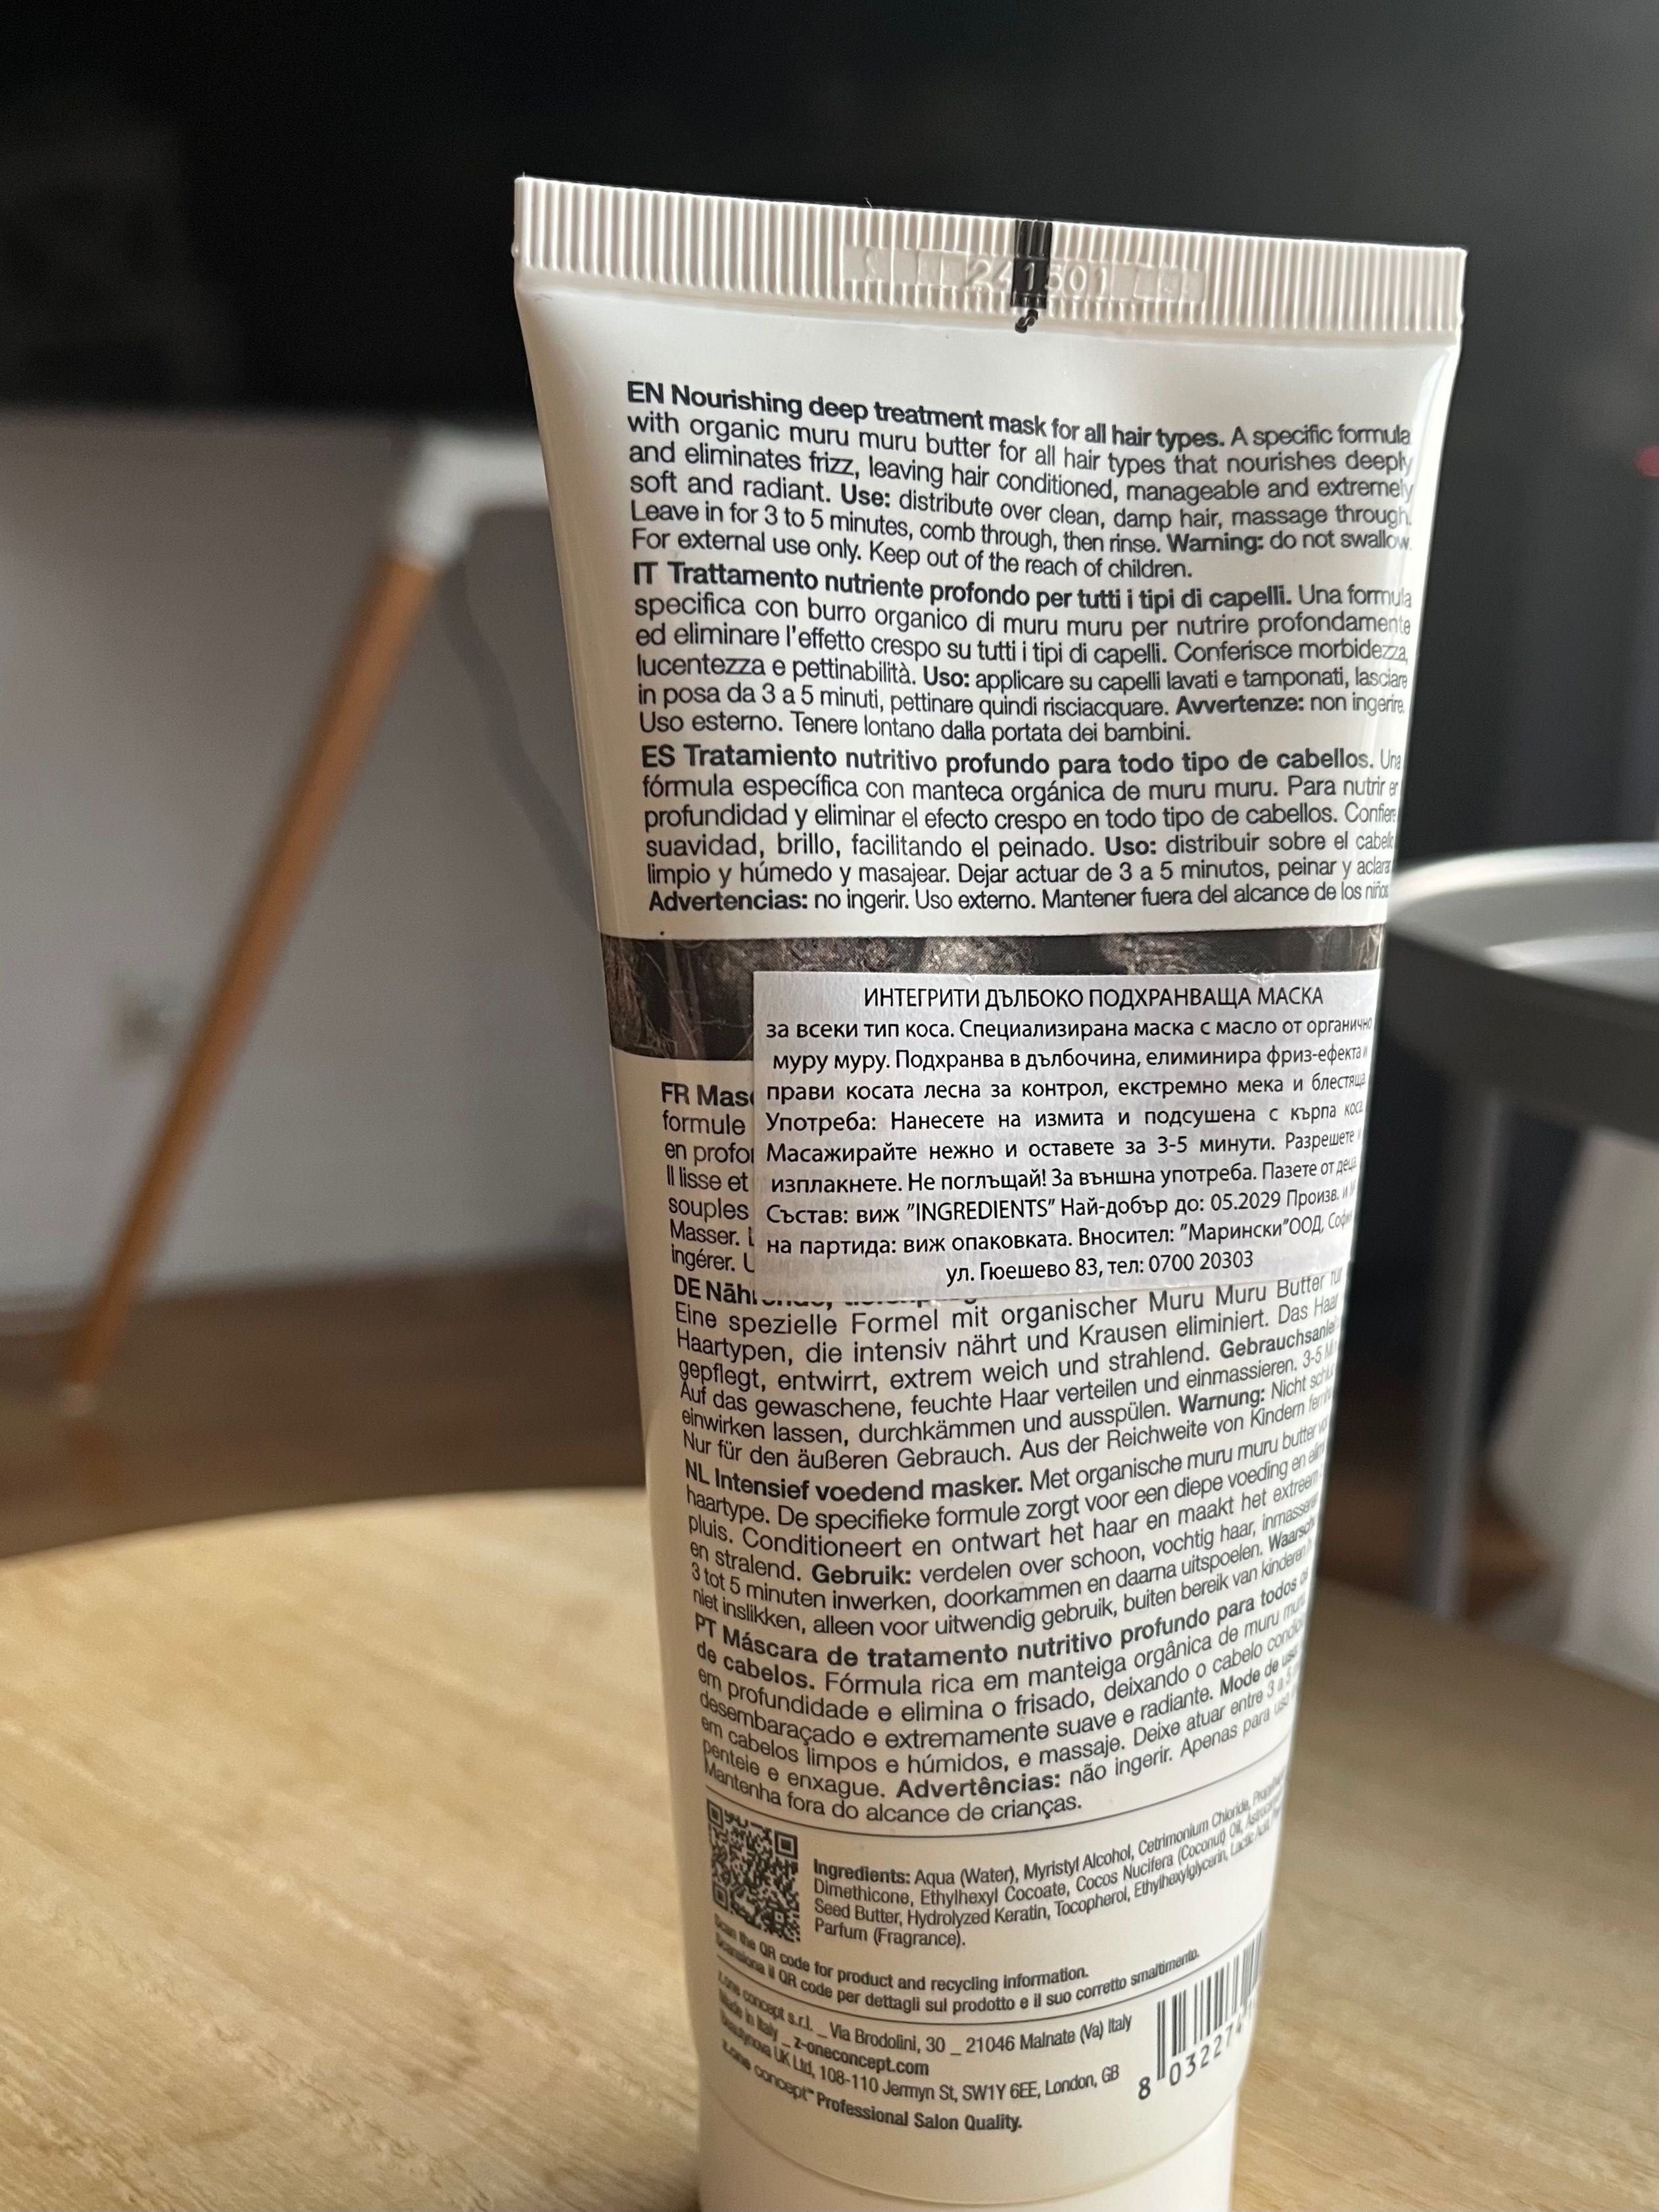 241501
EN Nourishing deep treatment mask for all hair types. A specific formula
with organic muru muru butter for all hair types that nourishes deeply
and eliminates frizz, leaving hair conditioned, manageable and extremely
soft and radiant. Use: distribute over clean, damp hair, massage through.
Leave in for 3 to 5 minutes, comb through, then rinse. Warning: do not swallow.
For external use only. Keep out of the reach of children.
IT Trattamento nutriente profondo per tutti i tipi di capelli. Una formula
specifica con burro organico di muru muru per nutrire profondamente
ed eliminare l'effetto crespo su tutti i tipi di capelli. Conferisce morbidezza,
lucentezza e pettinabilità. Uso: applicare su capelli lavati e tamponati, lasciare
in posa da 3 a 5 minuti, pettinare quindi risciacquare. Avvertenze: non ingerire.
Uso esterno. Tenere lontano dalla portata dei bambini.
ES Tratamiento nutritivo profundo para todo tipo de cabellos. Una
fórmula específica con manteca orgánica de muru muru. Para nutrir en
profundidad y eliminar el efecto crespo en todo tipo de cabellos. Confiere
suavidad, brillo, facilitando el peinado. Uso: distribuir sobre el cabello
limpio y húmedo y masajear. Dejar actuar de 3 a 5 minutos, peinar y aclarar.
Advertencias: no ingerir. Uso externo. Mantener fuera del alcance de los niños.
ИНТЕГРИТИ ДЪЛБОКО ПОДХРАНВАЩА МАСКА
за всеки тип коса. Специализирана маска с масло от органично
муру муру. Подхранва в дълбочина, елиминира фриз-ефекта и
прави косата лесна за контрол, екстремно мека и блестяща.
Употреба: Нанесете на измита и подсушена с кърпа коса.
Масажирайте нежно и оставете за 3-5 минути. Разрешете и
изплакнете. Не поглъщай! За външна употреба. Пазете от деца.
Състав: виж "INGREDIENTS" Най-добър до: 05.2029 Произв. и
на партида: виж опаковката. Вносител: "Марински"ООД, Соф
ул. Гюешево 83, тел: 0700 20303
FR Mas
formule
en profo
Il lisse et
souples
Masser.
ingérer.
DE
Eine spezielle Formel mit organischer Muru Muru Butter für
Haartypen, die intensiv nährt und Krausen eliminiert. Das Haar
gepflegt, entwirrt, extrem weich und strahlend. Gebrauchsanlei
Auf das gewaschene, feuchte Haar verteilen und einmassieren. 3-5
einwirken lassen, durchkämmen und ausspülen. Warnung: Nicht
Nur für den äußeren Gebrauch. Aus der Reichweite von Kindern
NL Intensief voedend masker. Met organische muru muru butter
haartype. De specifieke formule zorgt voor een diepe voeding en
pluis. Conditioneert en ontwart het haar en maakt het extreem
en stralend. Gebruik: verdelen over schoon, vochtig haar, inmasseren
3 tot 5 minuten inwerken, doorkammen en daarna uitspoelen.
niet inslikken, alleen voor uitwendig gebruik, buiten bereik van kinderen
PT Máscara de tratamento nutritivo profundo para todos os
de cabelos. Fórmula rica em manteiga orgânica de muru muru
em profundidade e elimina o frisado, deixando o cabelo
desembaraçado e extremamente suave e radiante. Mode de uso
em cabelos limpos e húmidos, e massaje. Deixe atuar entre 3 a 5
penteie e enxague. Advertências: não ingerir. Apenas para uso
Mantenha fora do alcance de crianças.
Ingredients: Aqua (Water), Myristyl Alcohol, Cetrimonium Chloride,
Dimethicone, Ethylhexyl Cocoate, Cocos Nucifera (Coconut) Oil,
Seed Butter, Hydrolyzed Keratin, Tocopherol, Ethylhexylglycerin, Lactic Acid,
Parfum (Fragrance).
Scan the QR code for product and recycling information.
Scansiona il QR code per dettagli sul prodotto e il suo corretto smaltimento.
z.one concept s.r.l. _ Via Brodolini, 30 _ 21046 Malnate (Va) Italy
Made in Italy _ z-oneconcept.com
beautynova UK Ltd, 108-110 Jermyn St, SW1Y 6EE, London, GB
z.one concept™ Professional Salon Quality.
8 03227